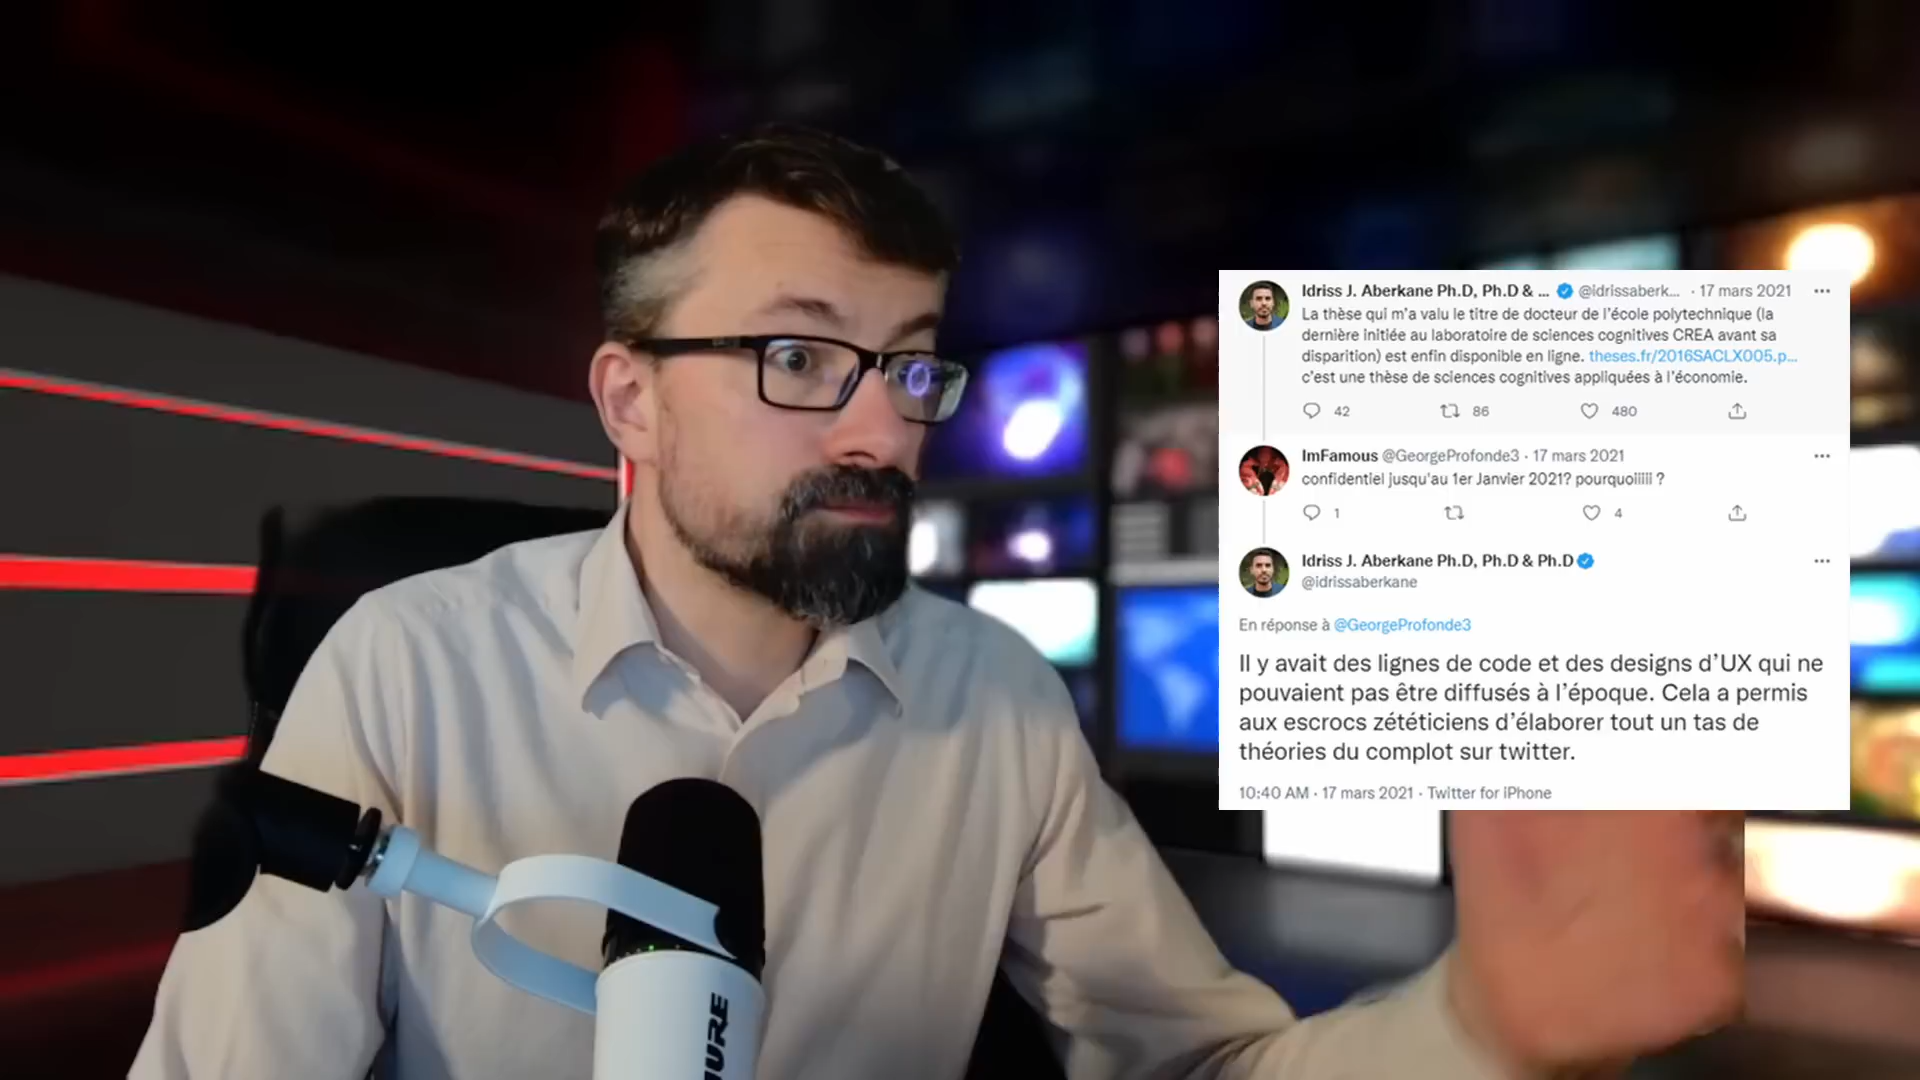 Idriss J. Aberkane Ph.D, Ph.D & ... @idrissaberk... · 17 mars 2021
La thèse qui m'a valu le titre de docteur de l'école polytechnique (la
dernière initiée au laboratoire de sciences cognitives CREA avant sa
disparition) est enfin disponible en ligne. theses.fr/2016SACLX005.p...
c'est une thèse de sciences cognitives appliquées à l'économie.
42 86 480
ImFamous @GeorgeProfonde3 · 17 mars 2021
confidentiel jusqu'au 1er Janvier 2021? pourquoiiiii ?
1 4
Idriss J. Aberkane Ph.D, Ph.D & Ph.D
@idrissaberkane
En réponse à @GeorgeProfonde3
Il y avait des lignes de code et des designs d'UX qui ne
pouvaient pas être diffusés à l'époque. Cela a permis
aux escrocs zététiciens d'élaborer tout un tas de
théories du complot sur twitter.
10:40 AM · 17 mars 2021 · Twitter for iPhone